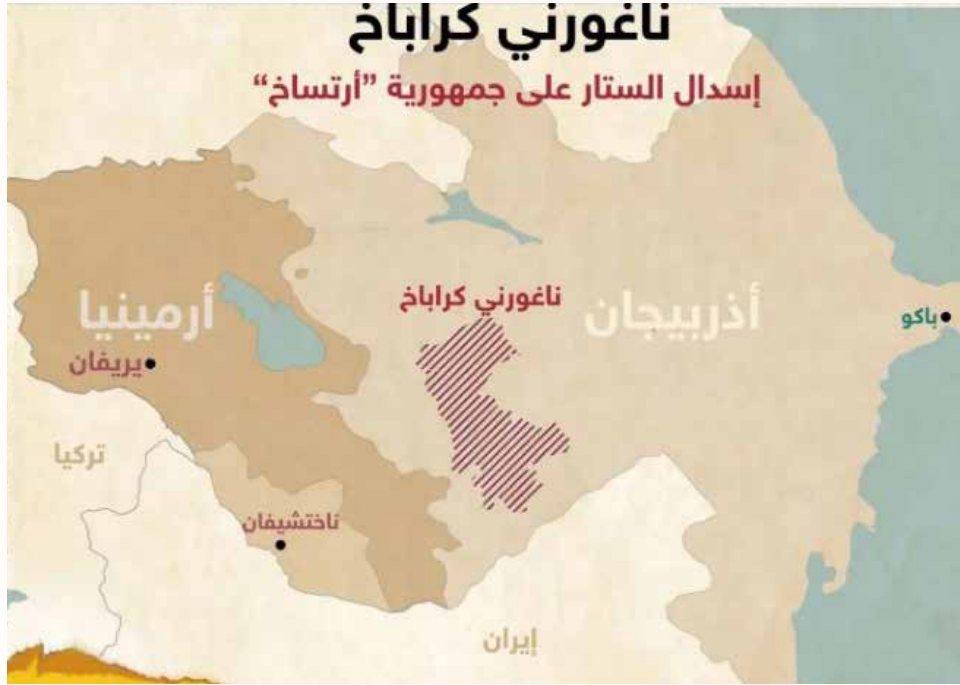 ناغورني كراباخ
إسدال الستار على جمهورية ”أرتساخ“
ناغورني كراباخ
أذربيجان
أرمينيا
باكو
يريفان
تركيا
ناختشيفان
إيران